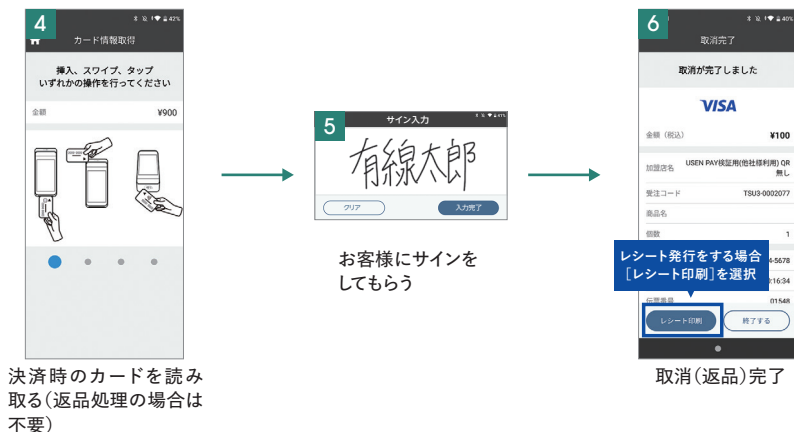 4
42%
カード情報取得
挿入、スワイプ、タップ
いずれかの操作を行ってください
金額 ¥900
決済時のカードを読み
取る(返品処理の場合は
不要)
5
41%
サイン入力
有線太郎
クリア 入力完了
お客様にサインを
してもらう
6
40%
取消完了
取消が完了しました
VISA
金額（税込） ¥100
加盟店名 USEN PAY検証用(他社様利用) QR
無し
受注コード TSU3-0002077
商品名
個数 1
レシート発行をする場合
［レシート印刷］を選択
4-5678
:16:34
伝票番号 01548
レシート印刷 終了する
取消(返品)完了